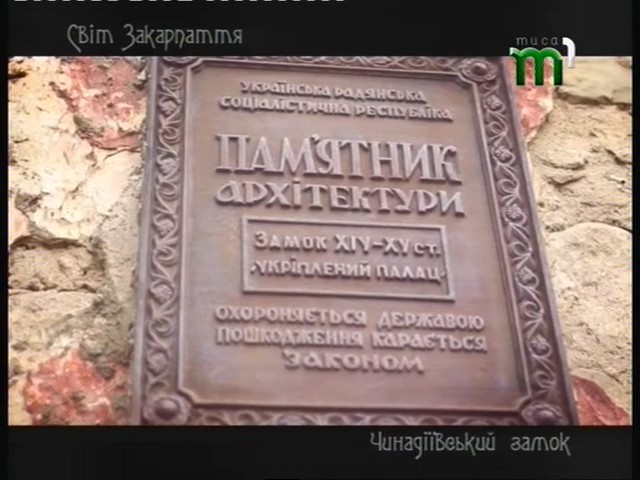 Світ Закарпаття
тиса
УКРАЇНСЬКА РАДЯНСЬКА
СОЦІАЛІСТИЧНА РЕСПУБЛІКА
ПАМ'ЯТНИК
АРХІТЕКТУРИ
ЗАМОК XIV-XV СТ.
"УКРІПЛЕНИЙ ПАЛАЦ"
ОХОРОНЯЄТЬСЯ ДЕРЖАВОЮ
ПОШКОДЖЕННЯ КАРАЄТЬСЯ
ЗАКОНОМ
Чинадіївський замок